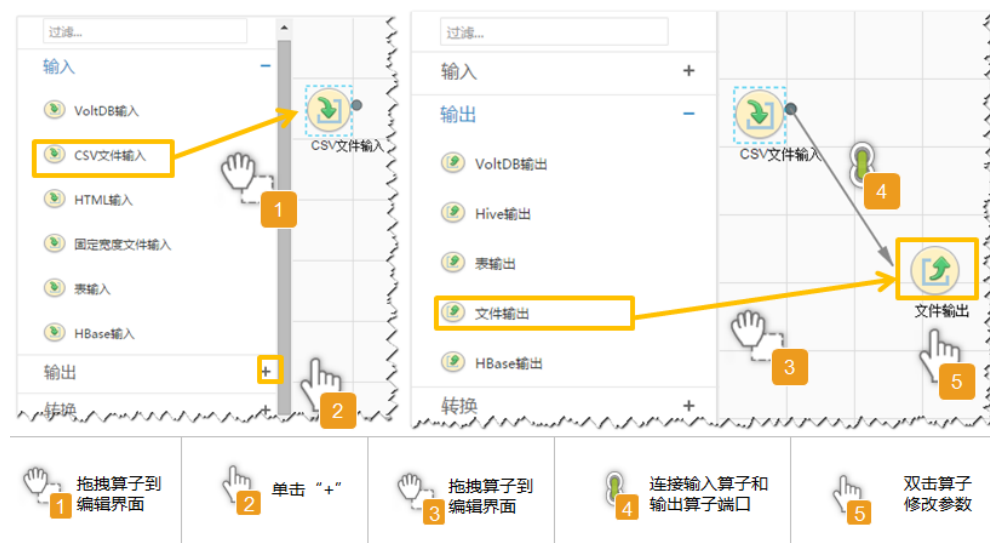 过滤...
输入
−
VoltDB输入
CSV文件输入
HTML输入
固定宽度文件输入
表输入
HBase输入
输出
+
转换
+
CSV文件输入
1
2
过滤...
输入
+
输出
−
VoltDB输出
Hive输出
表输出
文件输出
HBase输出
转换
+
CSV文件输入
4
文件输出
3
5
1
拖拽算子到
编辑界面
2
单击“+”
3
拖拽算子到
编辑界面
4
连接输入算子和
输出算子端口
5
双击算子
修改参数